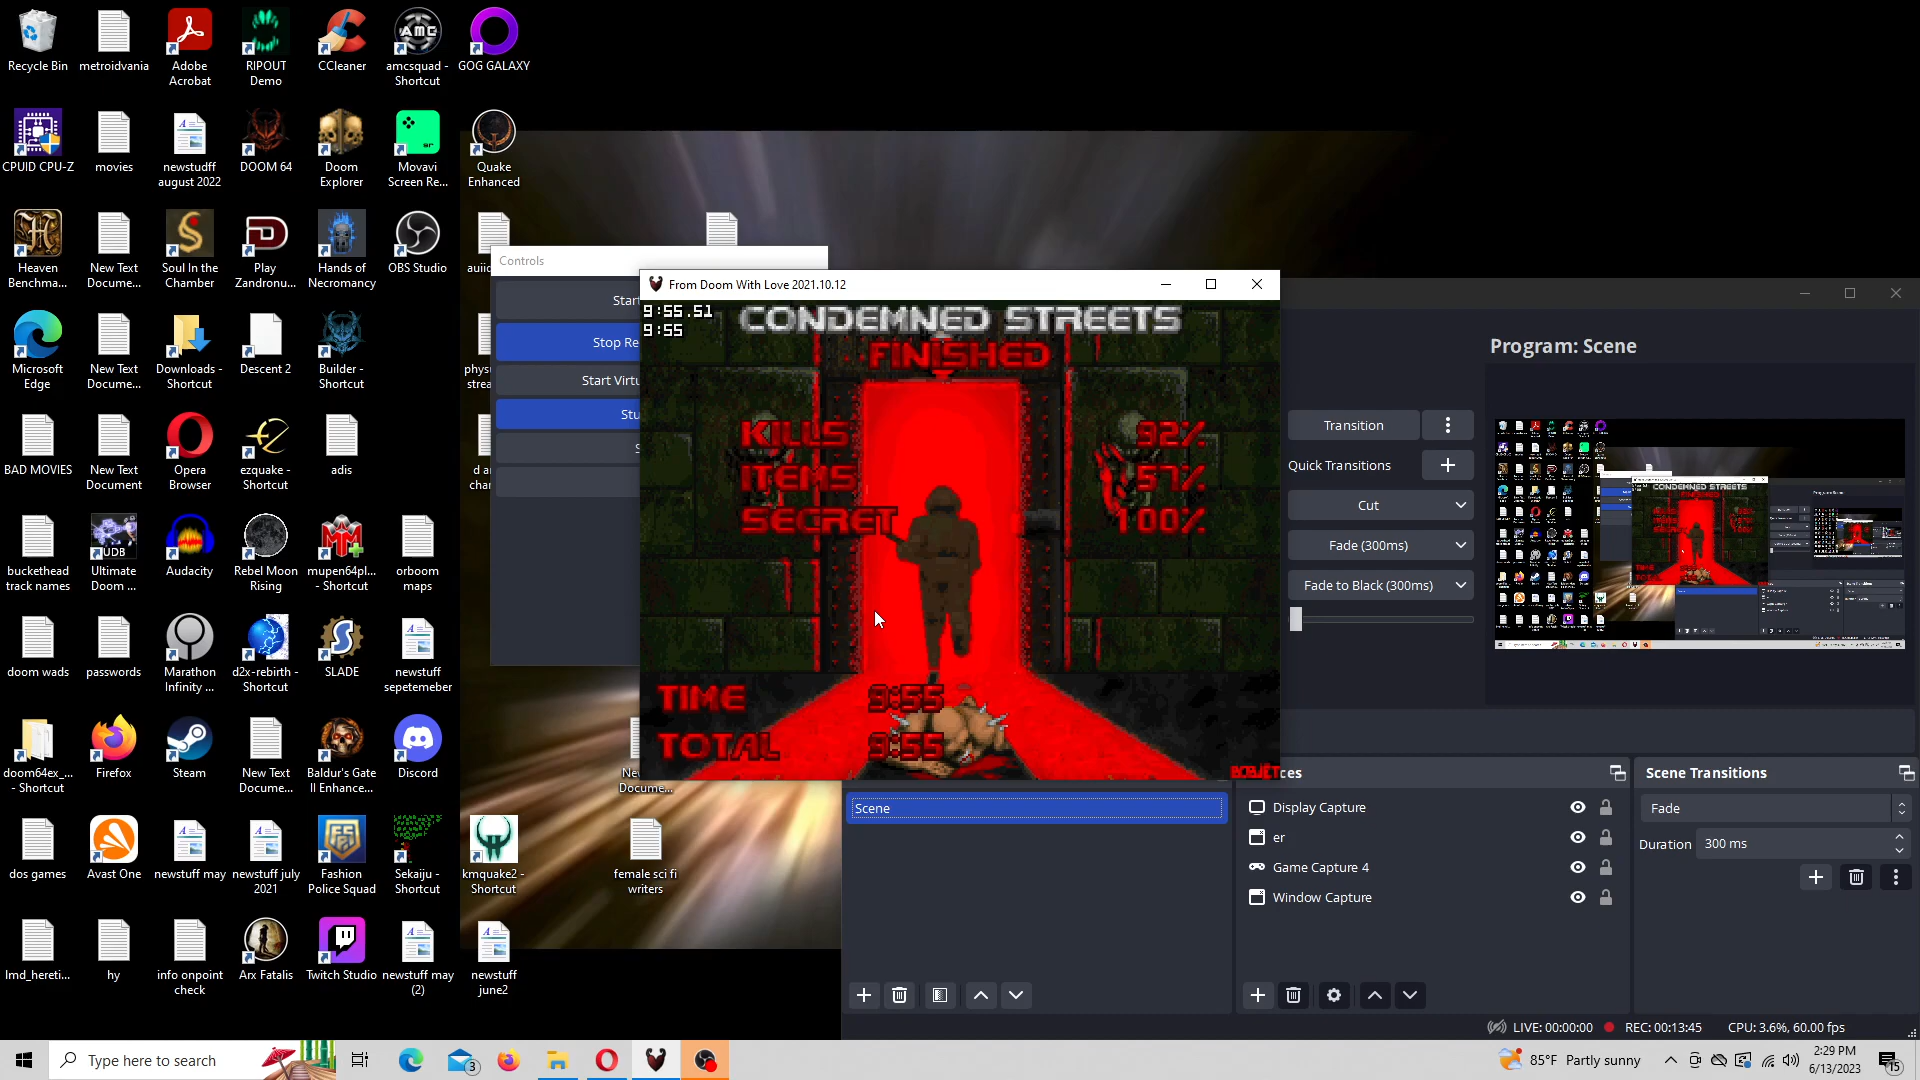 Recycle Bin
metroidvania
Adobe
Acrobat
RIPOUT
Demo
CCleaner
amcsquad -
Shortcut
GOG GALAXY
CPUID CPU-Z
movies
newstudff
august 2022
DOOM 64
Doom
Explorer
Movavi
Screen Re...
Quake
Enhanced
Heaven
Benchma...
New Text
Docume...
Soul In the
Chamber
Play
Zandronu...
Hands of
Necromancy
OBS Studio
Microsoft
Edge
New Text
Docume...
Downloads -
Shortcut
Descent 2
Builder -
Shortcut
BAD MOVIES
New Text
Document
Opera
Browser
ezquake -
Shortcut
adis
buckethead
track names
UDB
Ultimate
Doom ...
Audacity
Rebel Moon
Rising
mupen64pl...
- Shortcut
orboom
maps
doom wads
passwords
Marathon
Infinity ...
d2x-rebirth -
Shortcut
SLADE
newstuff
sepetemeber
doom64ex_...
- Shortcut
Firefox
Steam
New Text
Docume...
Baldur's Gate
II Enhance...
Discord
dos games
Avast One
newstuff may
newstuff july
2021
Fashion
Police Squad
Sekaiju -
Shortcut
kmquake2 -
Shortcut
female sci fi
writers
lmd_hereti...
hy
info onpoint
check
Arx Fatalis
Twitch Studio
newstuff may
(2)
newstuff
june2
Controls
Start
Stop Re
Start Virtu
Stu
From Doom With Love 2021.10.12
9:55.51
9:55
CONDEMNED STREETS
FINISHED
KILLS 92%
ITEMS 57%
SECRET 100%
TIME 9:55
TOTAL 9:55
Program: Scene
Transition
Quick Transitions
Cut
Fade (300ms)
Fade to Black (300ms)
Scene
ces
Display Capture
er
Game Capture 4
Window Capture
Scene Transitions
Fade
Duration 300 ms
LIVE: 00:00:00 REC: 00:13:45 CPU: 3.6%, 60.00 fps
Type here to search
3
85°F Partly sunny
2:29 PM
6/13/2023
15